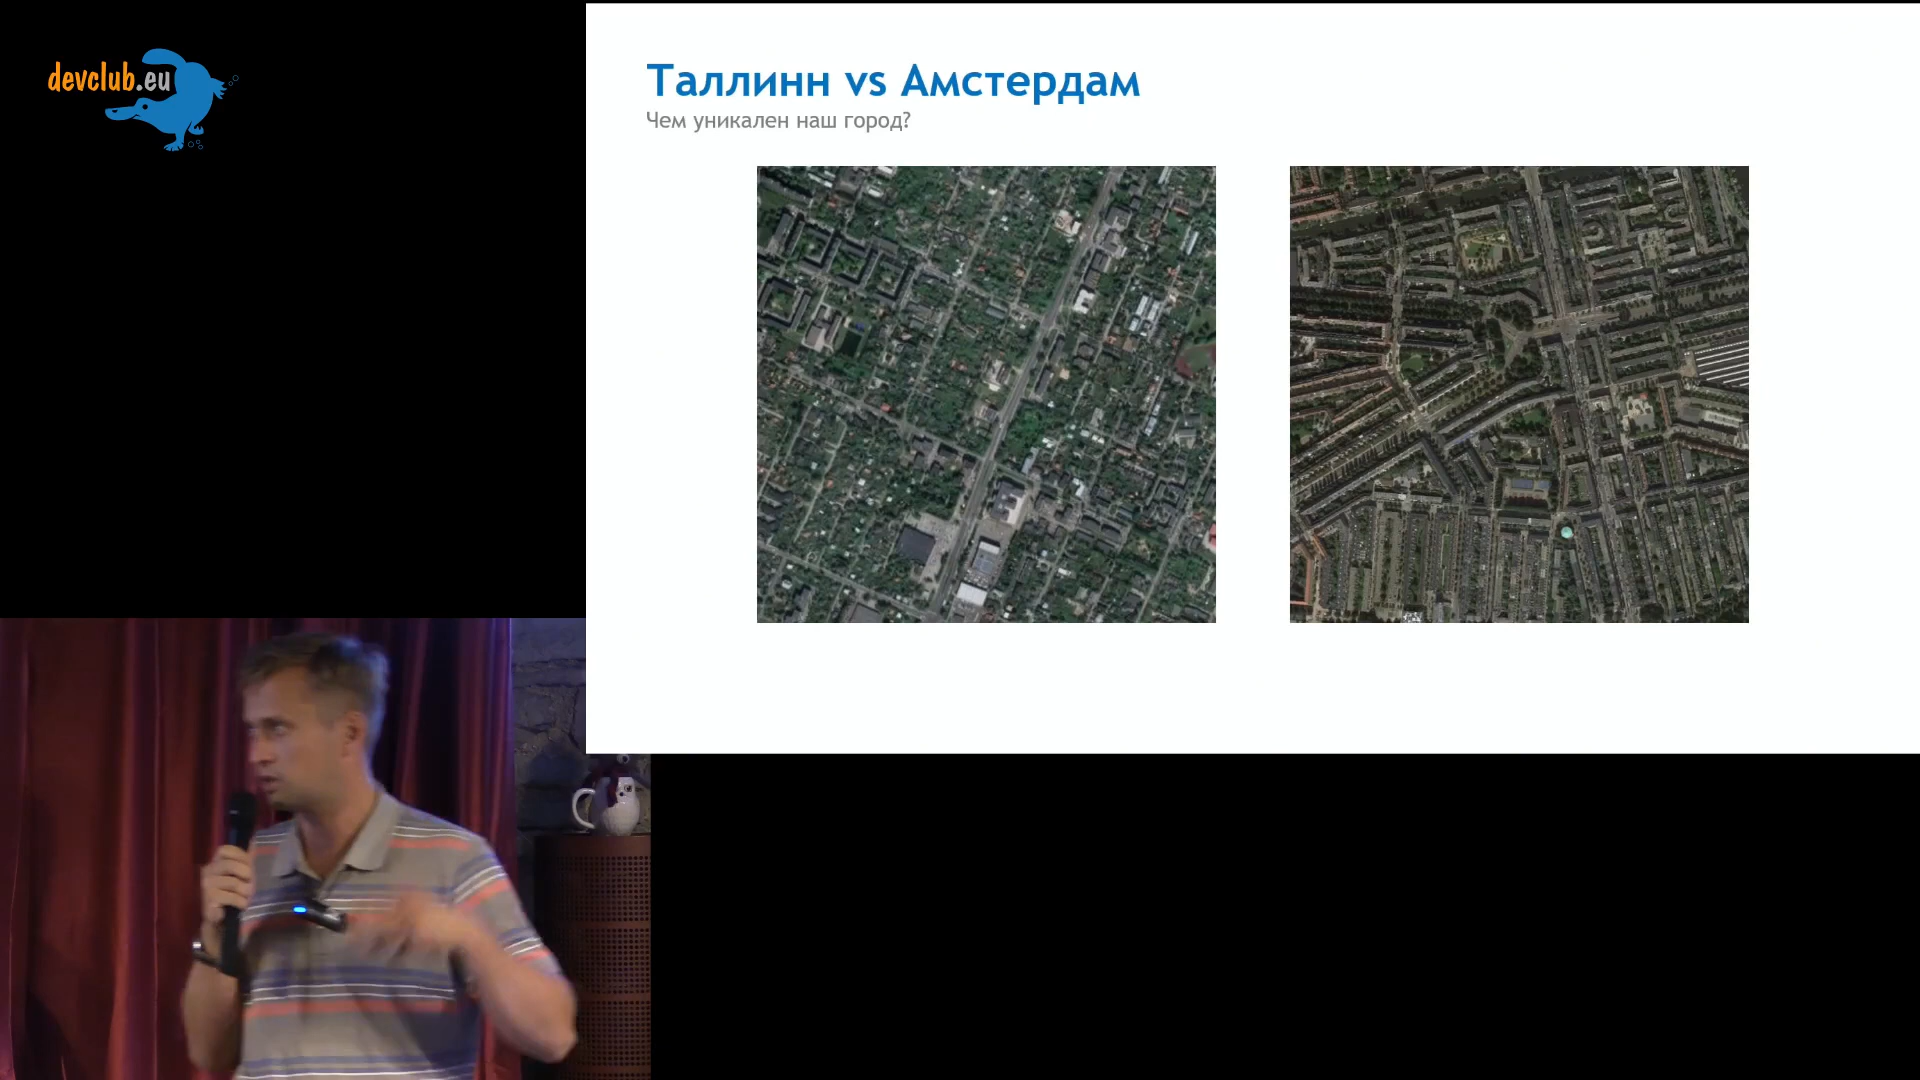 devclub.eu
Таллинн vs Амстердам
Чем уникален наш город?